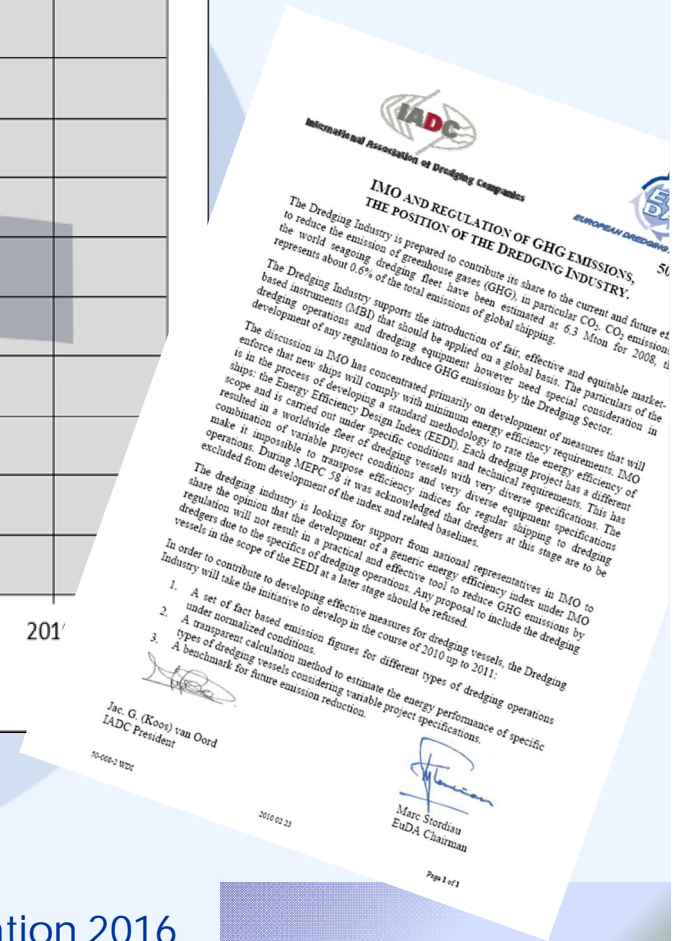 IADC
International Association of Dredging Companies
EUROPEAN DREDGING
IMO AND REGULATION OF GHG EMISSIONS,
THE POSITION OF THE DREDGING INDUSTRY.
The Dredging Industry is prepared to contribute its share to the current and future
to reduce the emission of greenhouse gases (GHG), in particular CO₂. CO₂ emissions
the world seagoing dredging fleet have been estimated at 6.3 Mton for 2008,
represents about 0.6% of the total emissions of global shipping.
The Dredging Industry supports the introduction of fair, effective and equitable market-
based instruments (MBI) that should be applied on a global basis. The particulars of the
dredging operations and dredging equipment however need special consideration in
development of any regulation to reduce GHG emissions by the Dredging Sector.
The discussion in IMO has concentrated primarily on development of measures that will
enforce that new ships will comply with minimum energy efficiency requirements. IMO
is in the process of developing a standard methodology to rate the energy efficiency of
ships: the Energy Efficiency Design Index (EEDI). Each dredging project has a different
scope and is carried out under specific conditions and technical requirements. This has
resulted in a worldwide fleet of dredging vessels with very diverse specifications. The
combination of variable project conditions and very diverse equipment specifications
make it impossible to transpose efficiency indices for regular shipping to dredging
operations. During MEPC 58 it was acknowledged that dredgers at this stage are to be
excluded from development of the index and related baselines.
The dredging industry is looking for support from national representatives in IMO to
share the opinion that the development of a generic energy efficiency index under IMO
regulation will not result in a practical and effective tool to reduce GHG emissions by
dredgers due to the specifics of dredging operations. Any proposal to include the dredging
vessels in the scope of the EEDI at a later stage should be refused.
In order to contribute to developing effective measures for dredging vessels, the Dredging
Industry will take the initiative to develop in the course of 2010 up to 2011:
1. A set of fact based emission figures for different types of dredging operations
under normalized conditions.
2. A transparent calculation method to estimate the energy performance of specific
types of dredging vessels considering variable project specifications.
3. A benchmark for future emission reduction.
Jac. G. (Koos) van Oord
IADC President
Marc Stordiau
EuDA Chairman
50-008-2 WDI
2010 02 23
Page 1 of 1
201
ation 2016